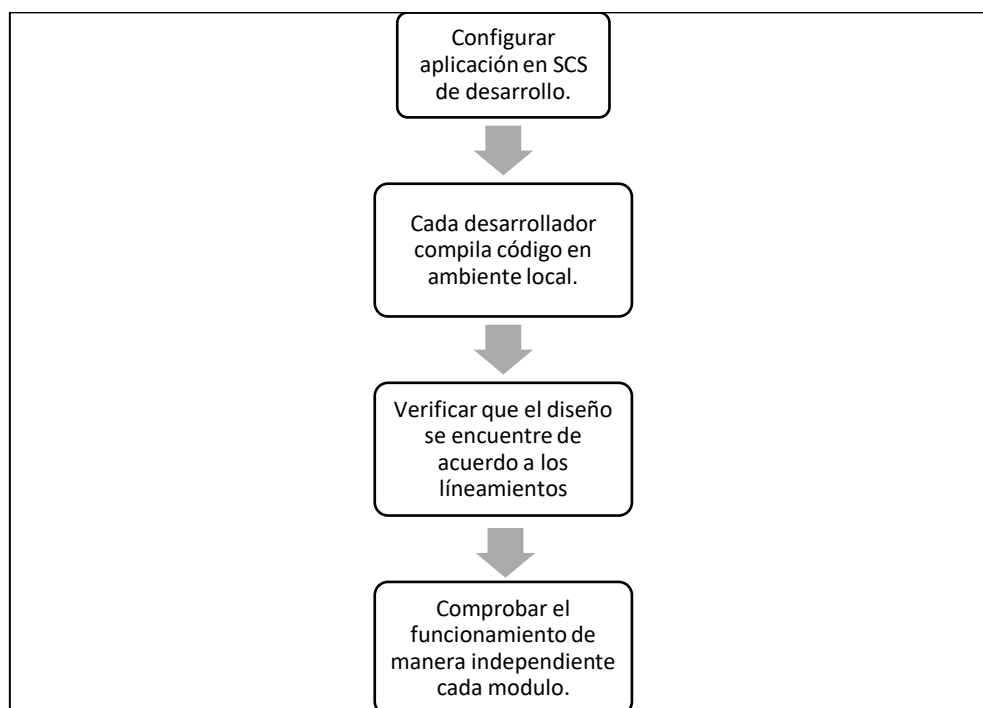 Configurar
aplicación en SCS
de desarrollo.
Cada desarrollador
compila código en
ambiente local.
Verificar que el diseño
se encuentre de
acuerdo a los
líneamientos
Comprobar el
funcionamiento de
manera independiente
cada modulo.